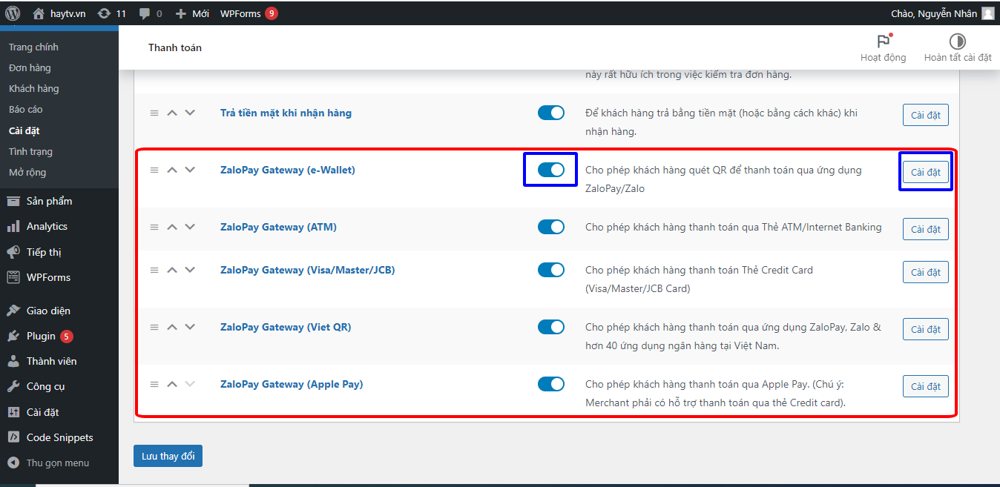 haytv.vn 11 0 Mới WPForms 9 Chào, Nguyễn Nhân
Trang chính
Đơn hàng
Khách hàng
Báo cáo
Cài đặt
Tình trạng
Mở rộng
Sản phẩm
Analytics
Tiếp thị
WPForms
Giao diện
Plugin 5
Thành viên
Công cụ
Cài đặt
Code Snippets
Thu gọn menu
Thanh toán
Hoạt động
Hoàn tất cài đặt
này rất hữu ích trong việc kiểm tra đơn hàng.
Trả tiền mặt khi nhận hàng
Để khách hàng trả bằng tiền mặt (hoặc bằng cách khác) khi
nhận hàng.
Cài đặt
ZaloPay Gateway (e-Wallet)
Cho phép khách hàng quét QR để thanh toán qua ứng dụng
ZaloPay/Zalo
Cài đặt
ZaloPay Gateway (ATM)
Cho phép khách hàng thanh toán qua Thẻ ATM/Internet Banking
Cài đặt
ZaloPay Gateway (Visa/Master/JCB)
Cho phép khách hàng thanh toán Thẻ Credit Card
(Visa/Master/JCB Card)
Cài đặt
ZaloPay Gateway (Viet QR)
Cho phép khách hàng thanh toán qua ứng dụng ZaloPay, Zalo &
hơn 40 ứng dụng ngân hàng tại Việt Nam.
Cài đặt
ZaloPay Gateway (Apple Pay)
Cho phép khách hàng thanh toán qua Apple Pay. (Chú ý:
Merchant phải có hỗ trợ thanh toán qua thẻ Credit card).
Cài đặt
Lưu thay đổi